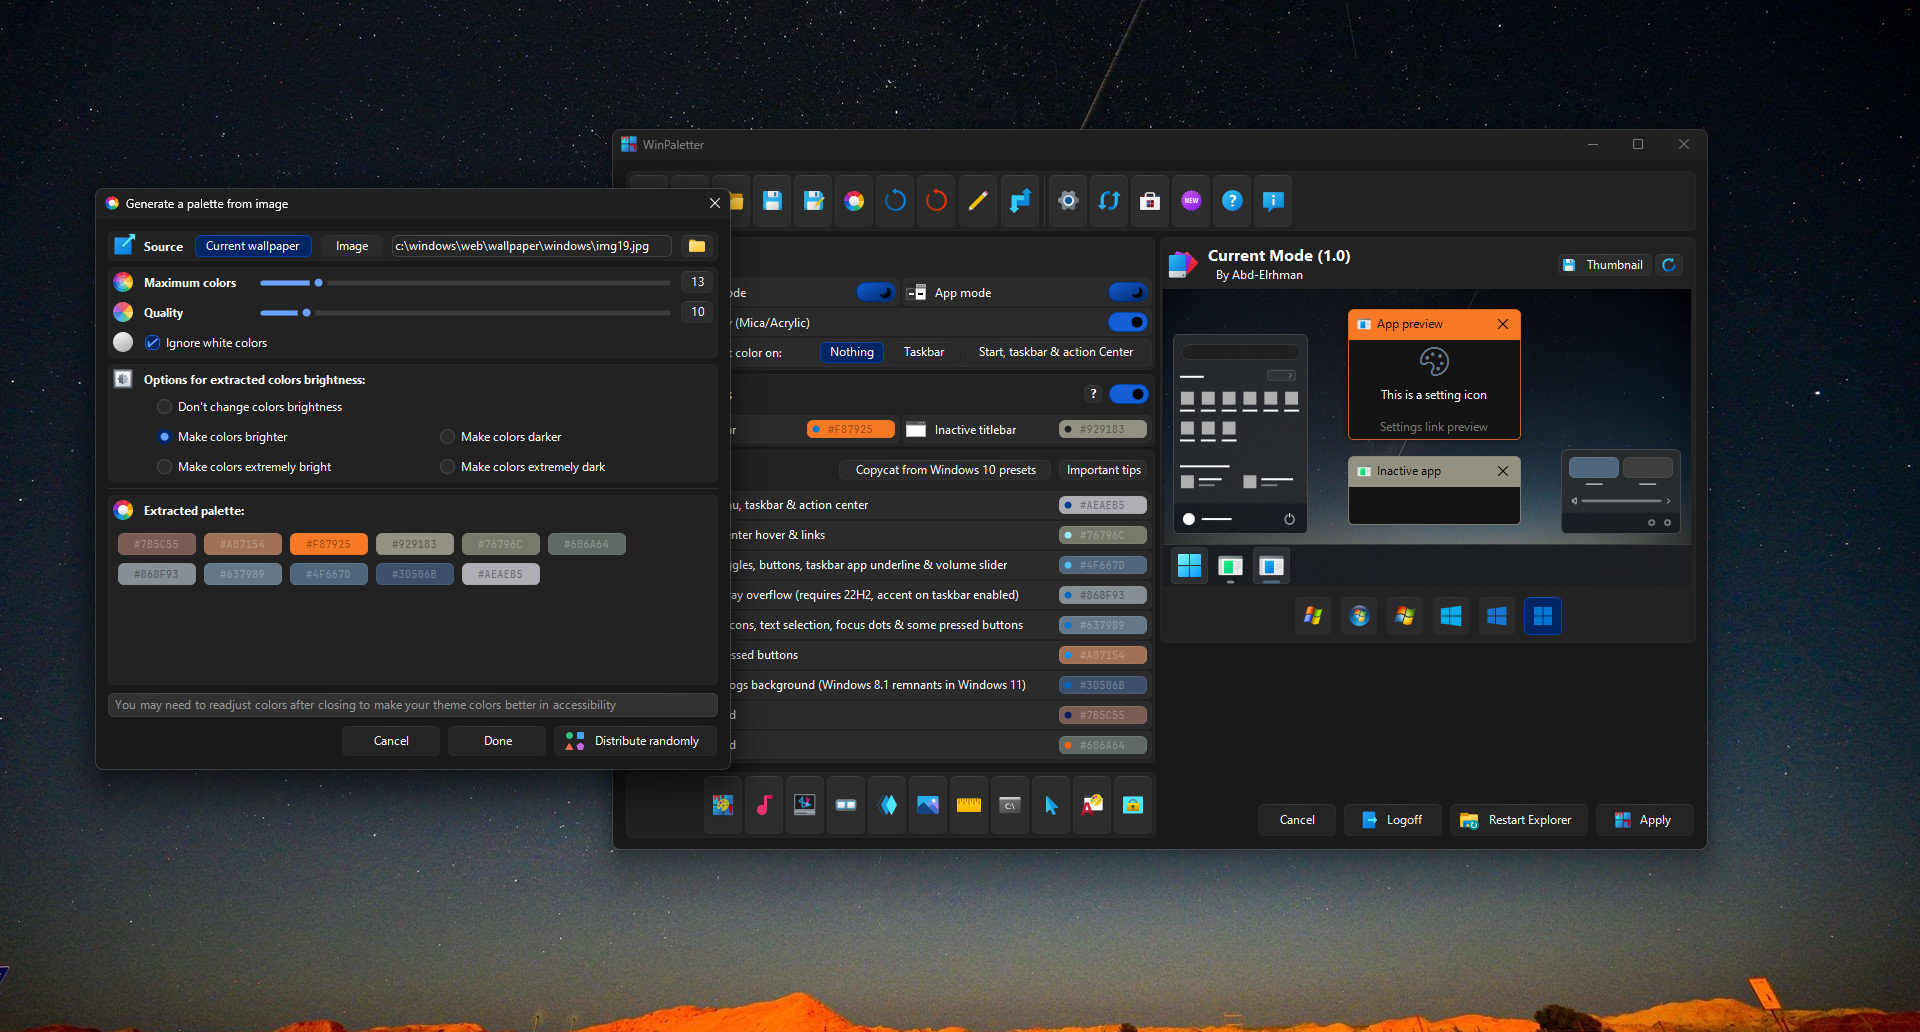 WinPaletter
Generate a palette from image
Source
Current wallpaper
Image
c:\windows\web\wallpaper\windows\img19.jpg
Maximum colors
13
Quality
10
Ignore white colors
Options for extracted colors brightness:
Don't change colors brightness
Make colors brighter
Make colors darker
Make colors extremely bright
Make colors extremely dark
Extracted palette:
#7B5C55 #A87154 #F87925 #929183 #76796C #686A64
#868F93 #637989 #4F667D #3D506B #AEAEB5
You may need to readjust colors after closing to make your theme colors better in accessibility
Cancel
Done
Distribute randomly
NEW
ode
App mode
(Mica/Acrylic)
color on:
Nothing
Taskbar
Start, taskbar & action Center
?
#F87925
Inactive titlebar
#929183
Copycat from Windows 10 presets
Important tips
u, taskbar & action center
#AEAEB5
nter hover & links
#76796C
gles, buttons, taskbar app underline & volume slider
#4F667D
ay overflow (requires 22H2, accent on taskbar enabled)
#868F93
cons, text selection, focus dots & some pressed buttons
#637989
ssed buttons
#A87154
ogs background (Windows 8.1 remnants in Windows 11)
#3D506B
d
#7B5C55
d
#686A64
Current Mode (1.0)
By Abd-Elrhman
Thumbnail
App preview
This is a setting icon
Settings link preview
Inactive app
C:\
Cancel
Logoff
Restart Explorer
Apply